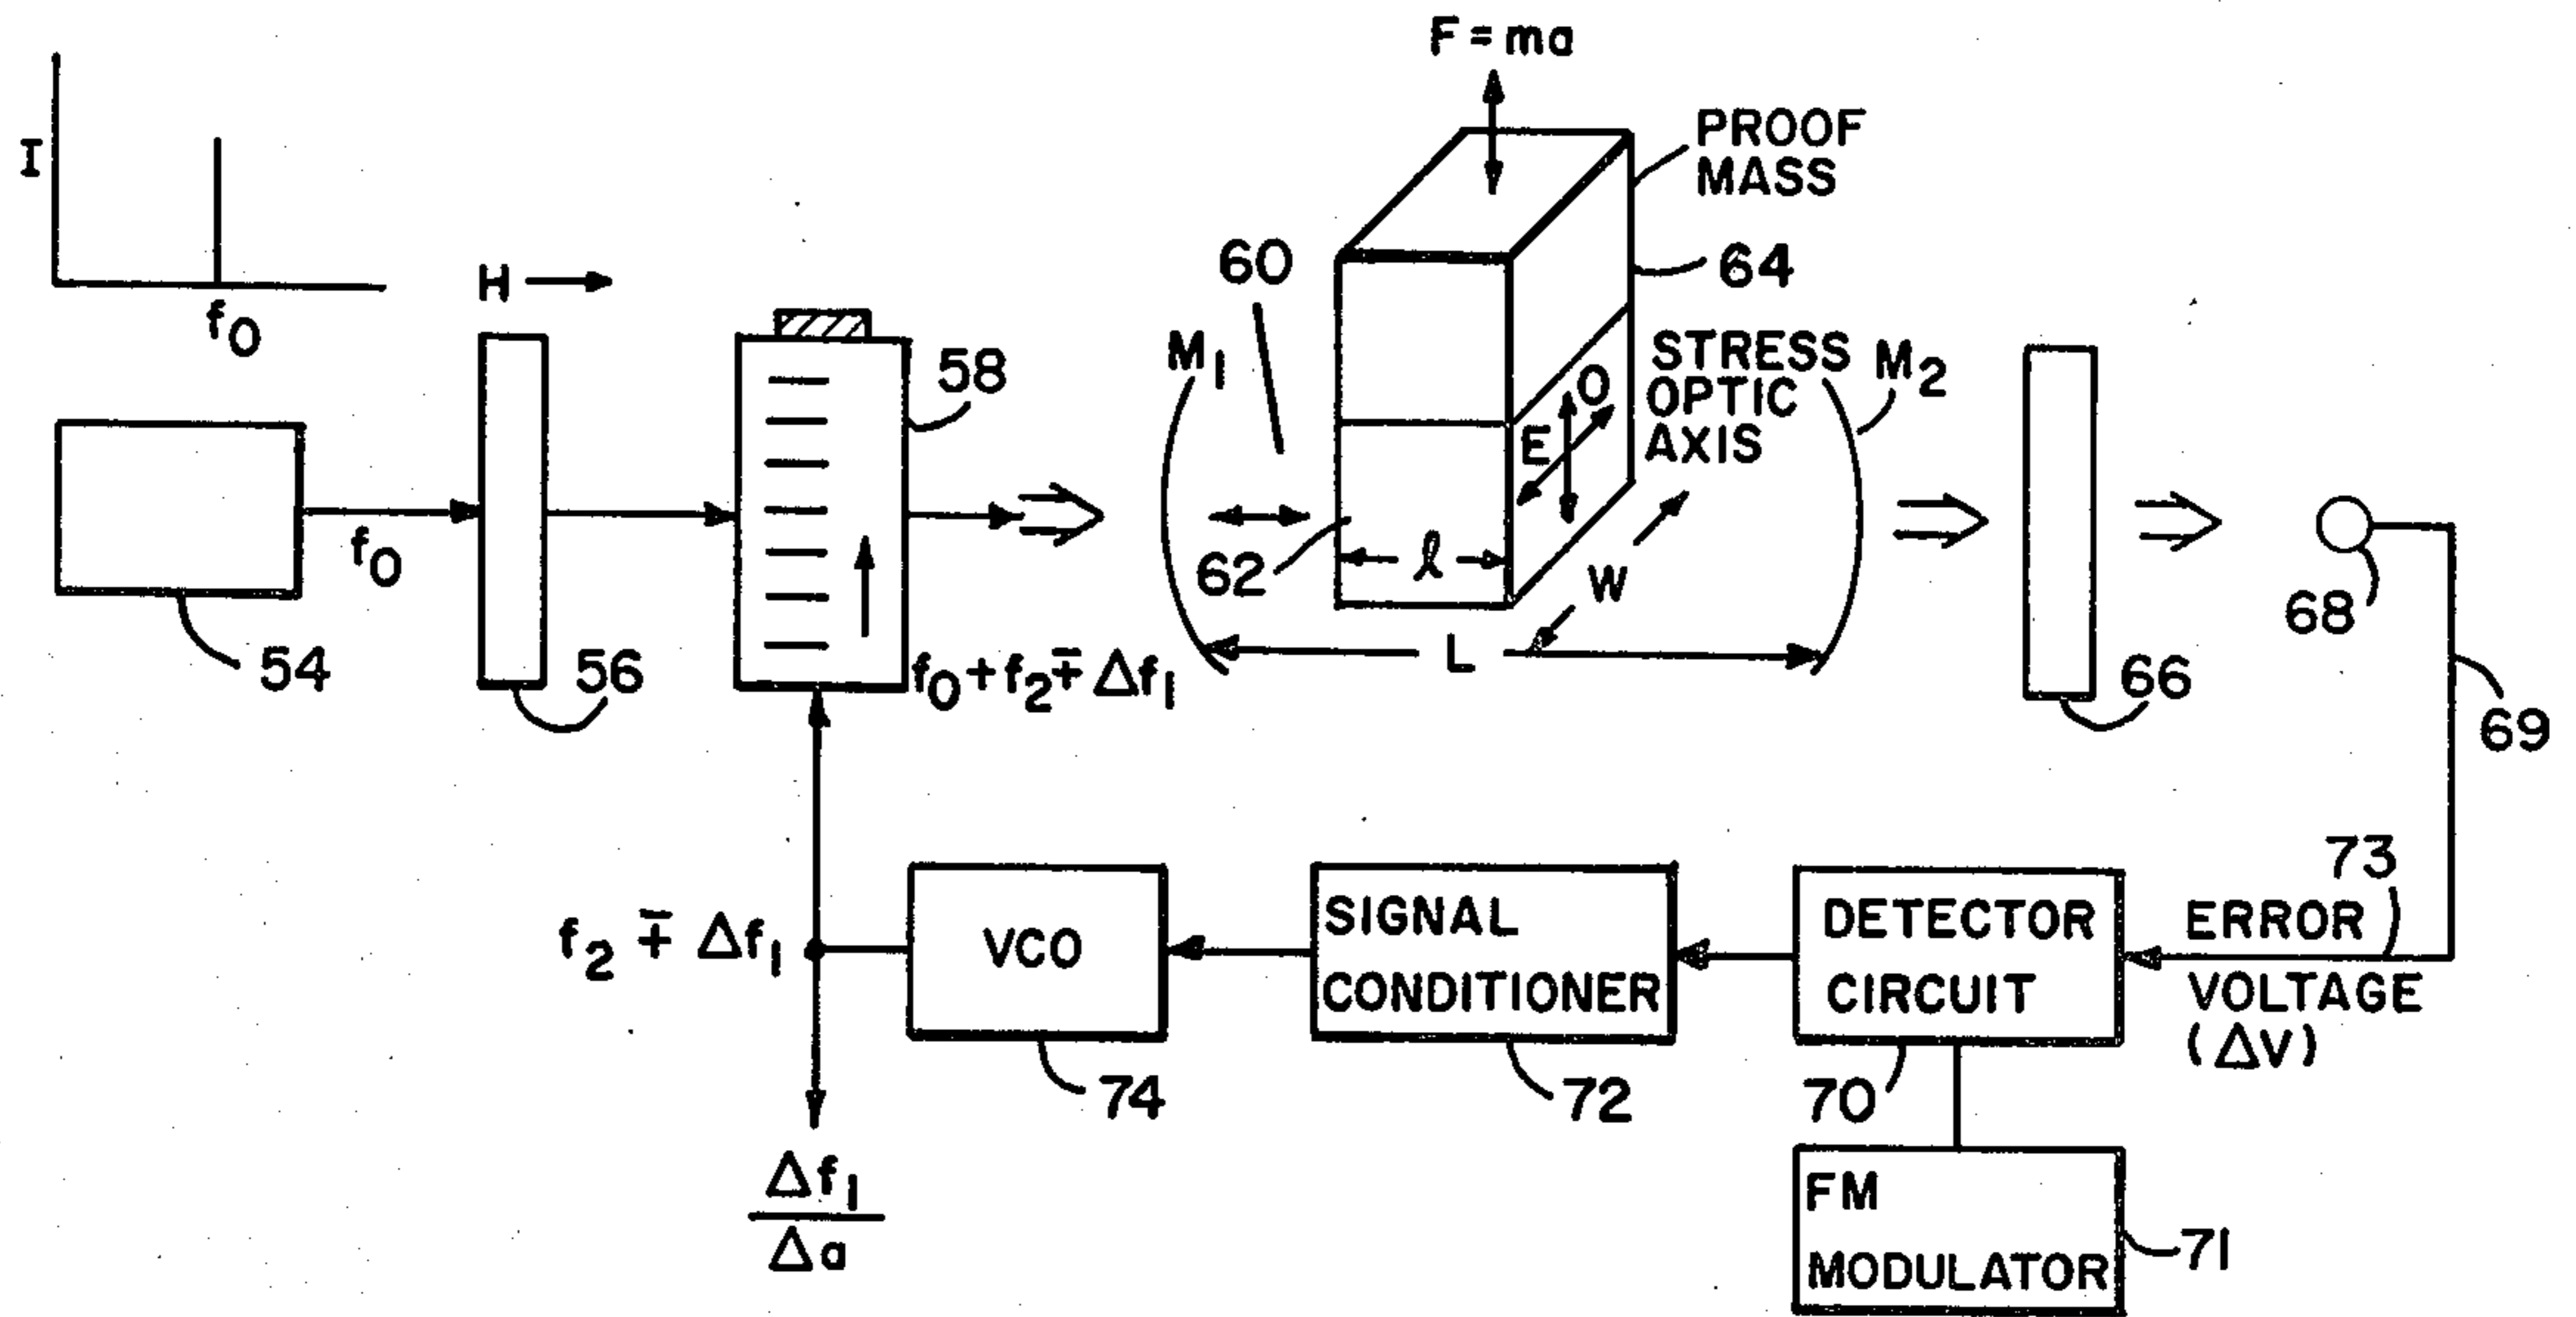 F = ma
PROOF
MASS
I
f₀
H
60
64
M₁
STRESS
OPTIC
AXIS
M₂
O
E
58
f₀
62
ℓ
W
L
68
54
56
f₀+f₂∓Δf₁
66
69
73
f₂ ∓ Δf₁
VCO
SIGNAL
CONDITIONER
DETECTOR
CIRCUIT
ERROR
VOLTAGE
(ΔV)
74
72
70
Δf₁
Δa
FM
MODULATOR
71